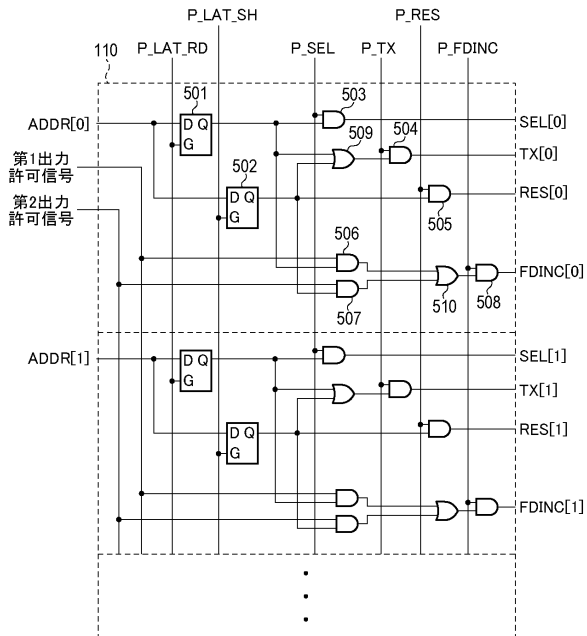 P_LAT_SH
P_RES
110
P_LAT_RD
P_SEL
P_TX
P_FDINC
501
503
ADDR[0]
D Q
G
SEL[0]
509
504
TX[0]
第1出力
許可信号
502
D Q
G
RES[0]
505
第2出力
許可信号
506
507
510
508
FDINC[0]
ADDR[1]
D Q
G
SEL[1]
TX[1]
D Q
G
RES[1]
FDINC[1]